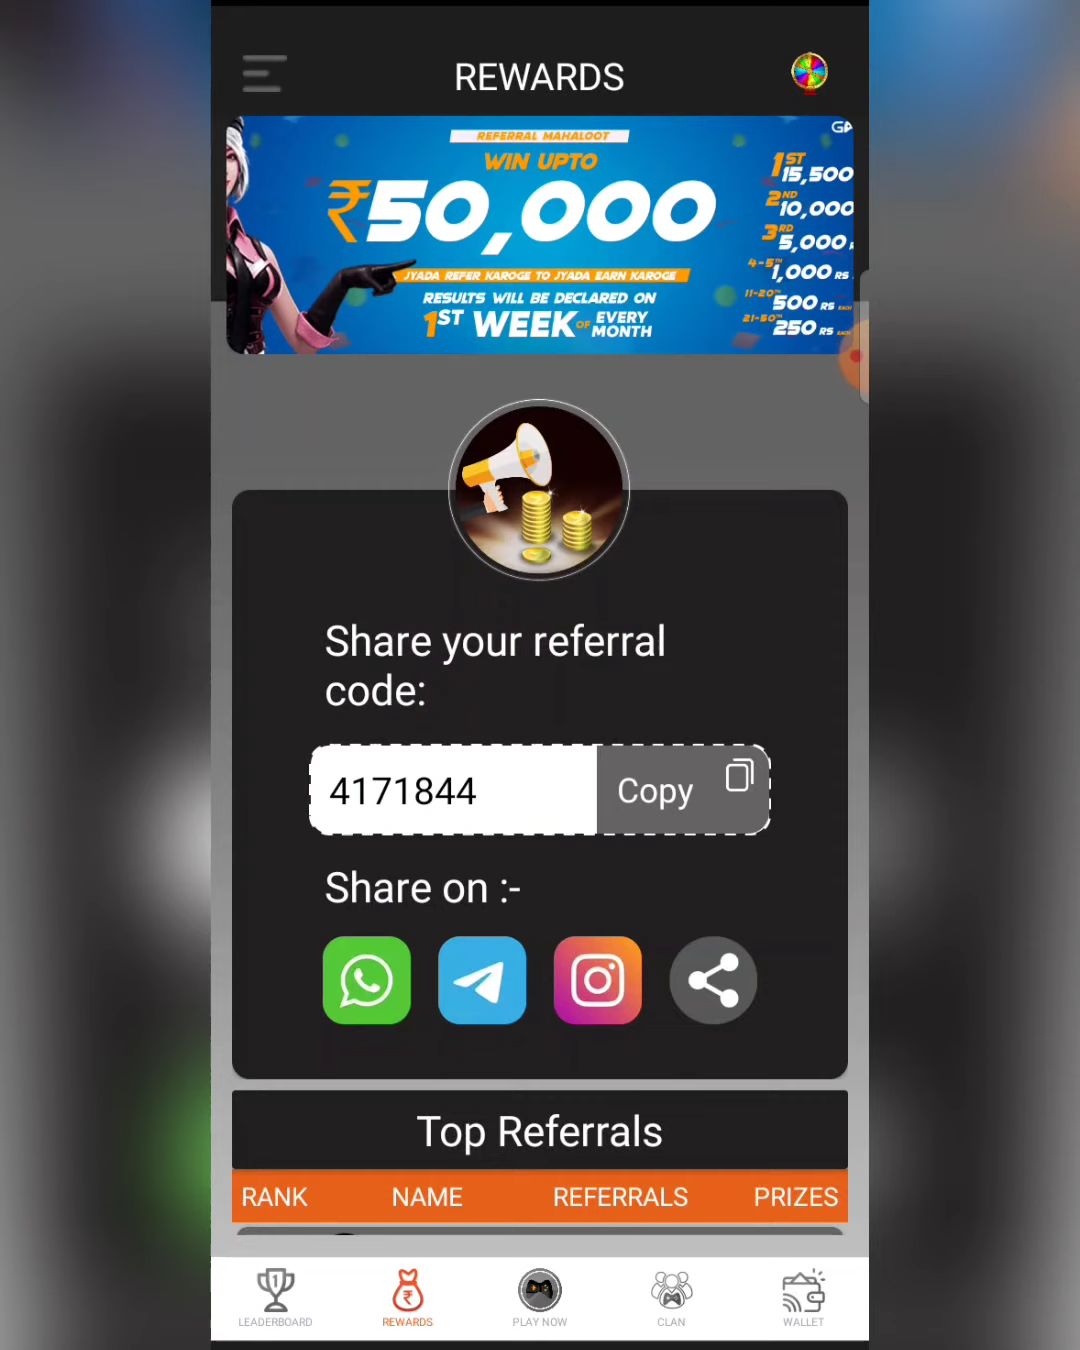 REWARDS
GA
REFERRAL MAHALOOT
WIN UPTO
₹50,000
JYADA REFER KAROGE TO JYADA EARN KAROGE
RESULTS WILL BE DECLARED ON
1ST WEEK OF EVERY MONTH
1ST
15,500
2ND
10,000
3RD
5,000
4-5TH
1,000 RS
11-20TH
500 RS EACH
21-50TH
250 RS EACH
Share your referral
code:
4171844
Copy
Share on :-
Top Referrals
RANK NAME REFERRALS PRIZES
LEADERBOARD REWARDS PLAY NOW CLAN WALLET